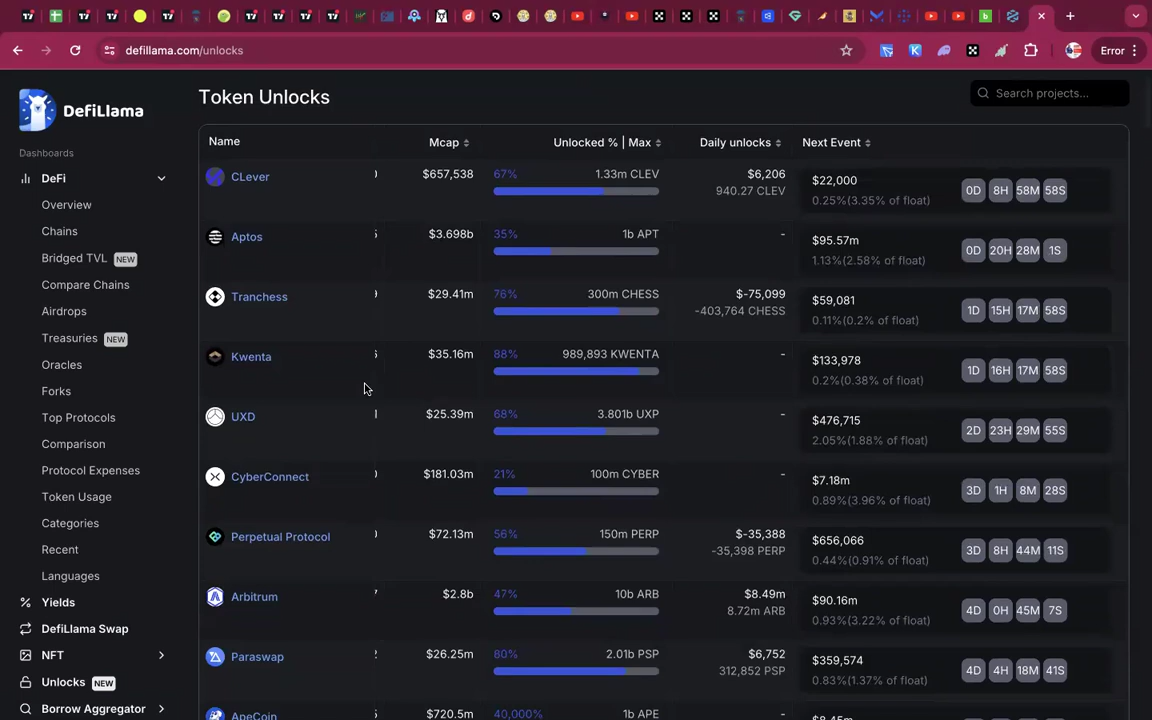 defillama.com/unlocks
Error
DefiLlama
Dashboards
DeFi
Overview
Chains
Bridged TVL NEW
Compare Chains
Airdrops
Treasuries NEW
Oracles
Forks
Top Protocols
Comparison
Protocol Expenses
Token Usage
Categories
Recent
Languages
Yields
DefiLlama Swap
NFT
Unlocks NEW
Borrow Aggregator
Token Unlocks
Search projects...
Name Mcap Unlocked % | Max Daily unlocks Next Event
CLever $657,538 67% 1.33m CLEV $6,206 $22,000 0D 8H 58M 58S
940.27 CLEV 0.25%(3.35% of float)
Aptos $3.698b 35% 1b APT - $95.57m 0D 20H 28M 1S
1.13%(2.58% of float)
Tranchess $29.41m 76% 300m CHESS $-75,099 $59,081 1D 15H 17M 58S
-403,764 CHESS 0.11%(0.2% of float)
Kwenta $35.16m 88% 989,893 KWENTA - $133,978 1D 16H 17M 58S
0.2%(0.38% of float)
UXD $25.39m 68% 3.801b UXP - $476,715 2D 23H 29M 55S
2.05%(1.88% of float)
CyberConnect $181.03m 21% 100m CYBER - $7.18m 3D 1H 8M 28S
0.89%(3.96% of float)
Perpetual Protocol $72.13m 56% 150m PERP $-35,388 $656,066 3D 8H 44M 11S
-35,398 PERP 0.44%(0.91% of float)
Arbitrum $2.8b 47% 10b ARB $8.49m $90.16m 4D 0H 45M 7S
8.72m ARB 0.93%(3.22% of float)
Paraswap $26.25m 80% 2.01b PSP $6,752 $359,574 4D 4H 18M 41S
312,852 PSP 0.83%(1.37% of float)
ApeCoin $720.5m 40,000% 1b APE - $8.45m